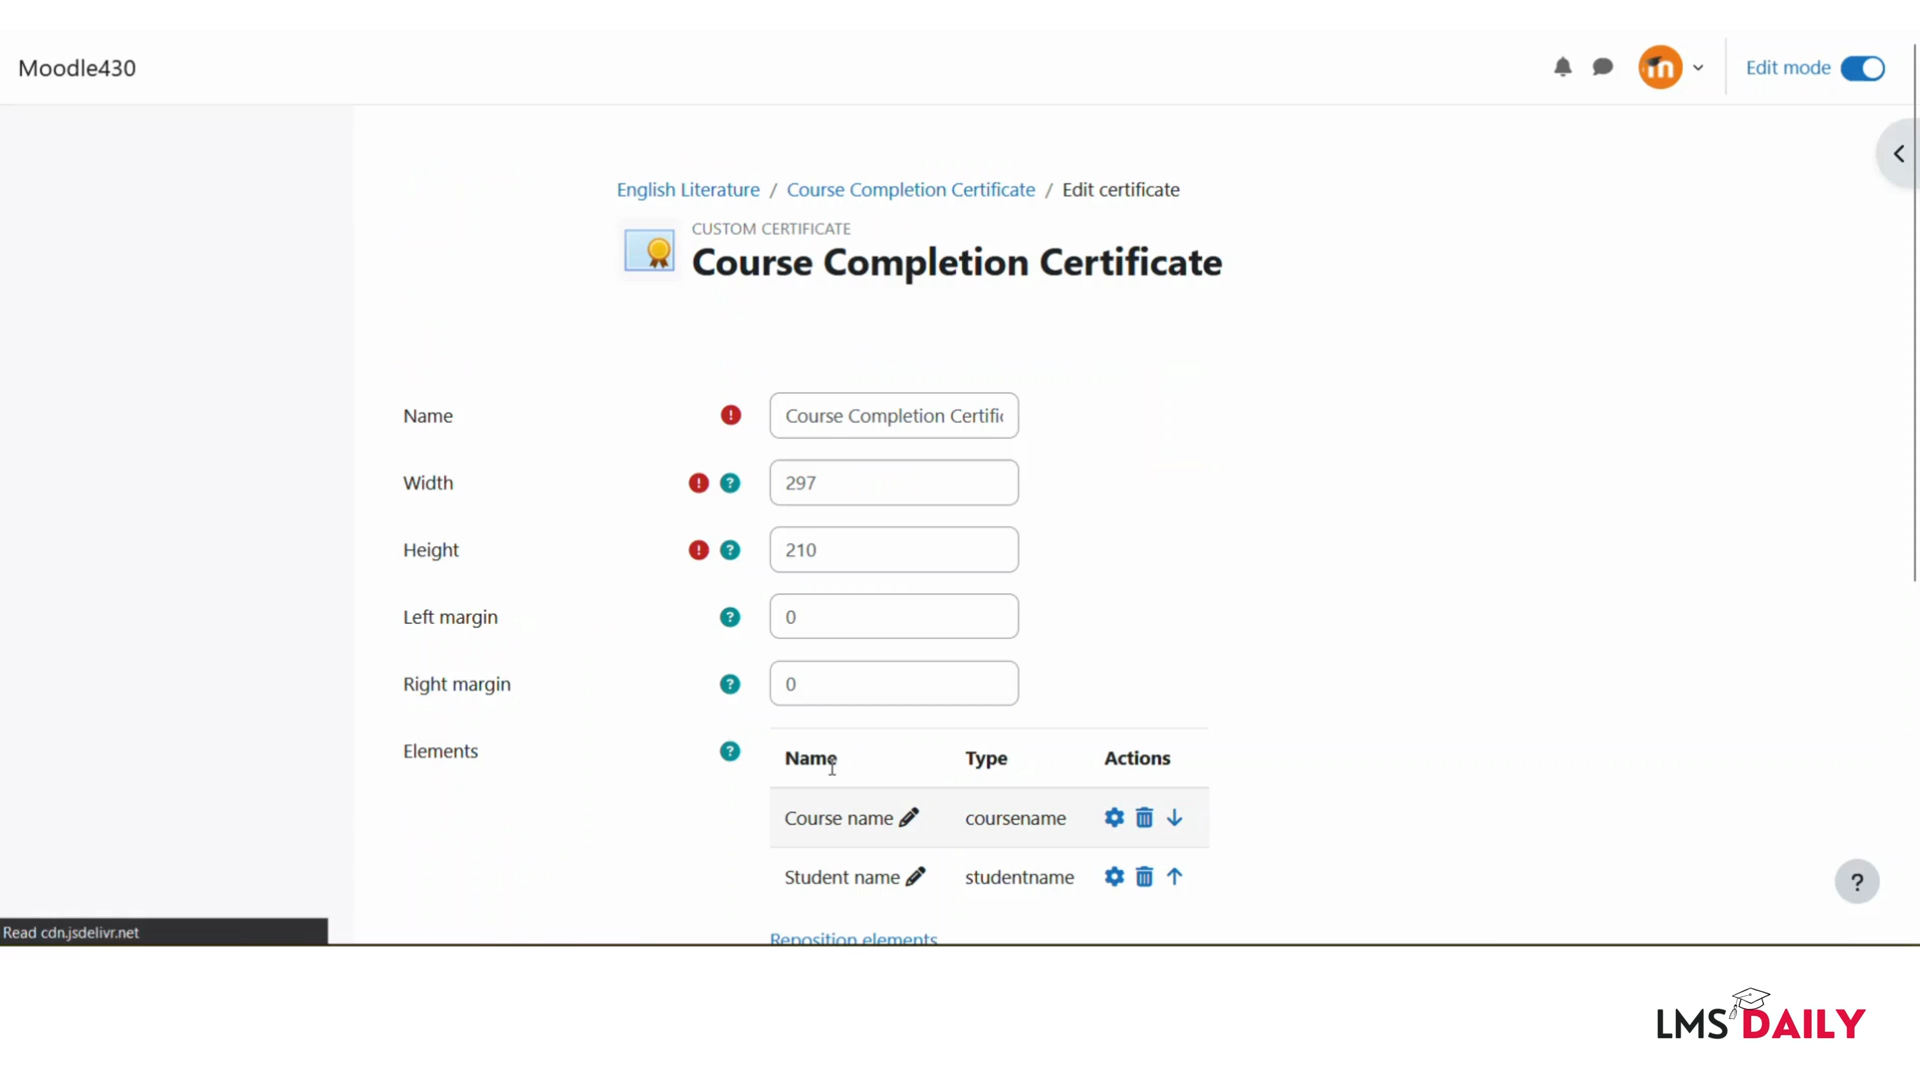 Moodle430
Edit mode
English Literature / Course Completion Certificate / Edit certificate
CUSTOM CERTIFICATE
Course Completion Certificate
Name ! Course Completion Certific
Width ! ? 297
Height ! ? 210
Left margin ? 0
Right margin ? 0
Elements ? Name Type Actions
Course name coursename
Student name studentname
?
Read cdn.jsdelivr.net
Reposition elements
LMS DAILY